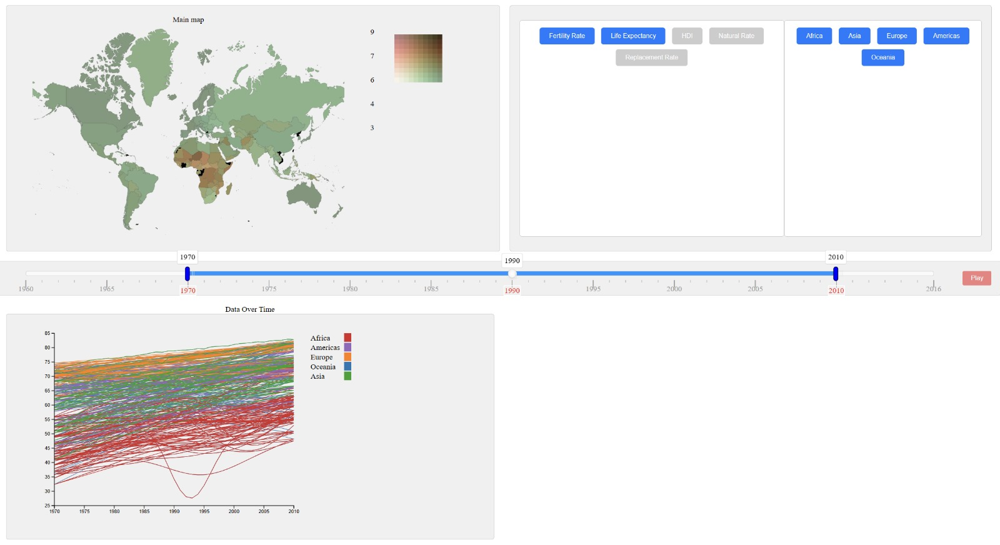 Main map
9
7
6
4
3
Fertility Rate Life Expectancy HDI Natural Rate
Replacement Rate
Africa Asia Europe Americas
Oceania
1970 1990 2010
Play
1960 1965 1970 1975 1980 1985 1990 1995 2000 2005 2010 2016
Data Over Time
85
80
75
70
65
60
55
50
45
40
35
30
25
1970 1975 1980 1985 1990 1995 2000 2005 2010
Africa
Americas
Europe
Oceania
Asia